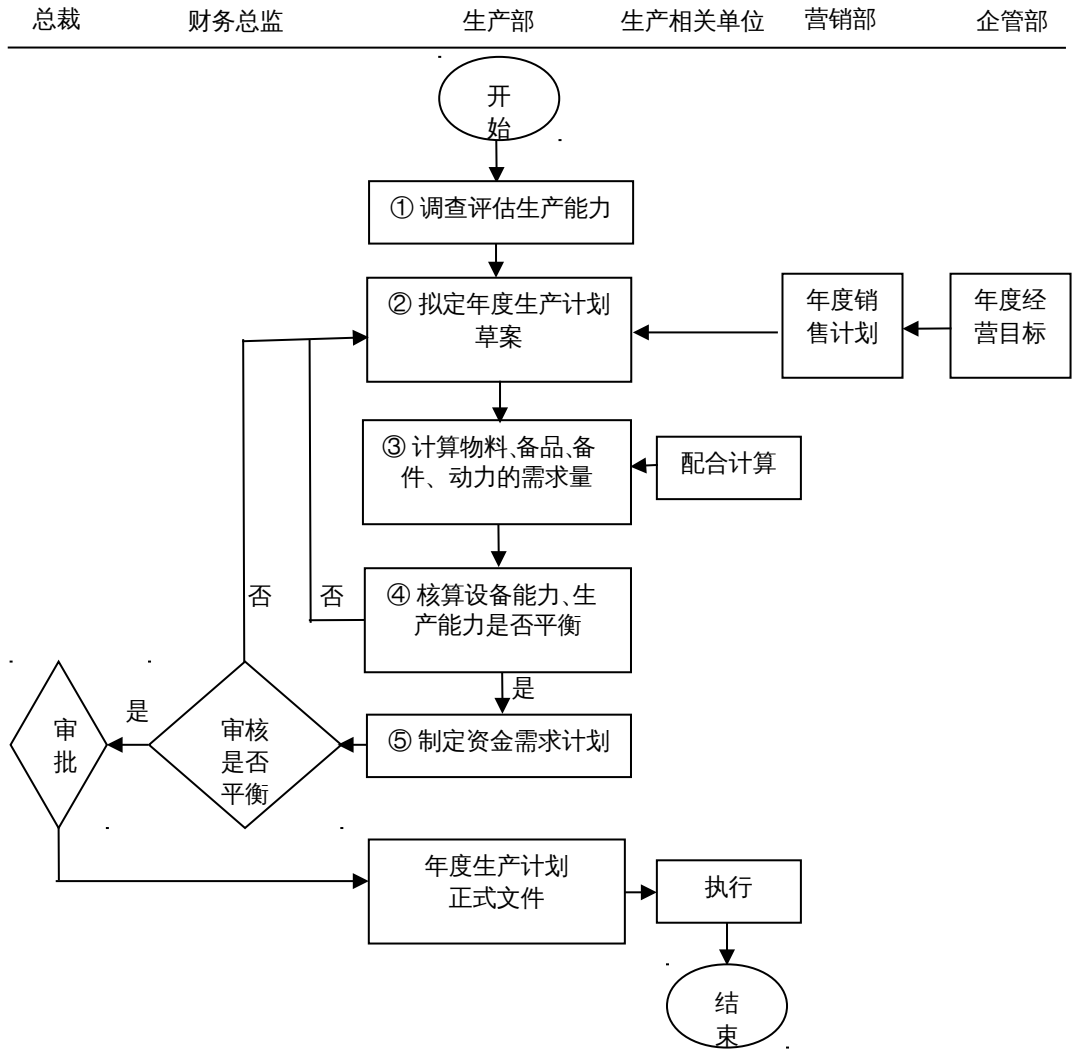 总裁 财务总监 生产部 生产相关单位 营销部 企管部
开
始
① 调查评估生产能力
② 拟定年度生产计划
草案
年度销
售计划
年度经
营目标
③ 计算物料、备品、备
件、动力的需求量
配合计算
否
否
④ 核算设备能力、生
产能力是否平衡
是
是
审
批
审核
是否
平衡
⑤ 制定资金需求计划
年度生产计划
正式文件
执行
结
束